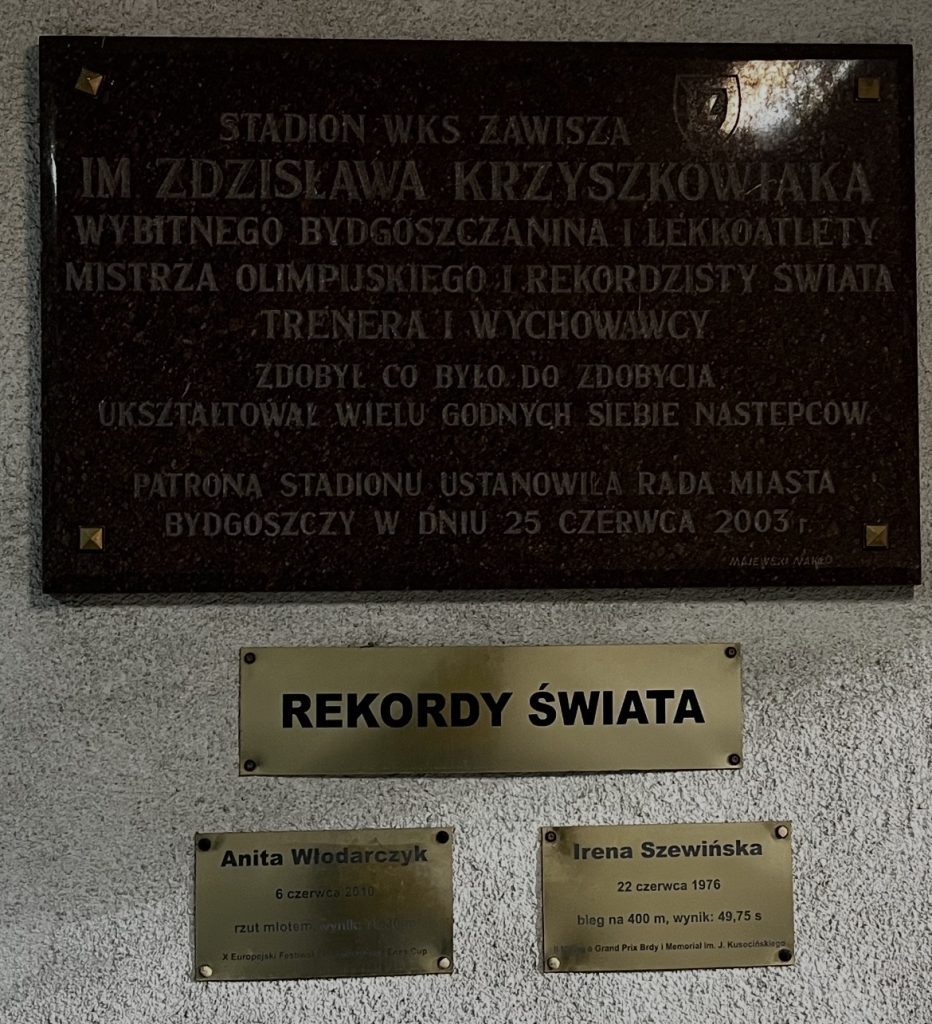 STADION WKS ZAWISZA
IM ZDZISŁAWA KRZYSZKOWIAKA
WYBITNEGO BYDGOSZCZANINA I LEKKOATLETY
MISTRZA OLIMPIJSKIEGO I REKORDZISTY ŚWIATA
TRENERA I WYCHOWAWCY
ZDOBYŁ CO BYŁO DO ZDOBYCIA
UKSZTAŁTOWAŁ WIELU GODNYCH SIEBIE NASTĘPCÓW
PATRONA STADIONU USTANOWIŁA RADA MIASTA
BYDGOSZCZY W DNIU 25 CZERWCA 2003 r.
MAJEWSKI NAKŁO
REKORDY ŚWIATA
Anita Włodarczyk
6 czerwca 2010
rzut młotem, wynik:
X Europejski Festiwal Cup
Irena Szewińska
22 czerwca 1976
bieg na 400 m, wynik: 49,75 s
o Grand Prix Brdy i Memoriał im. J. Kusocińskiego